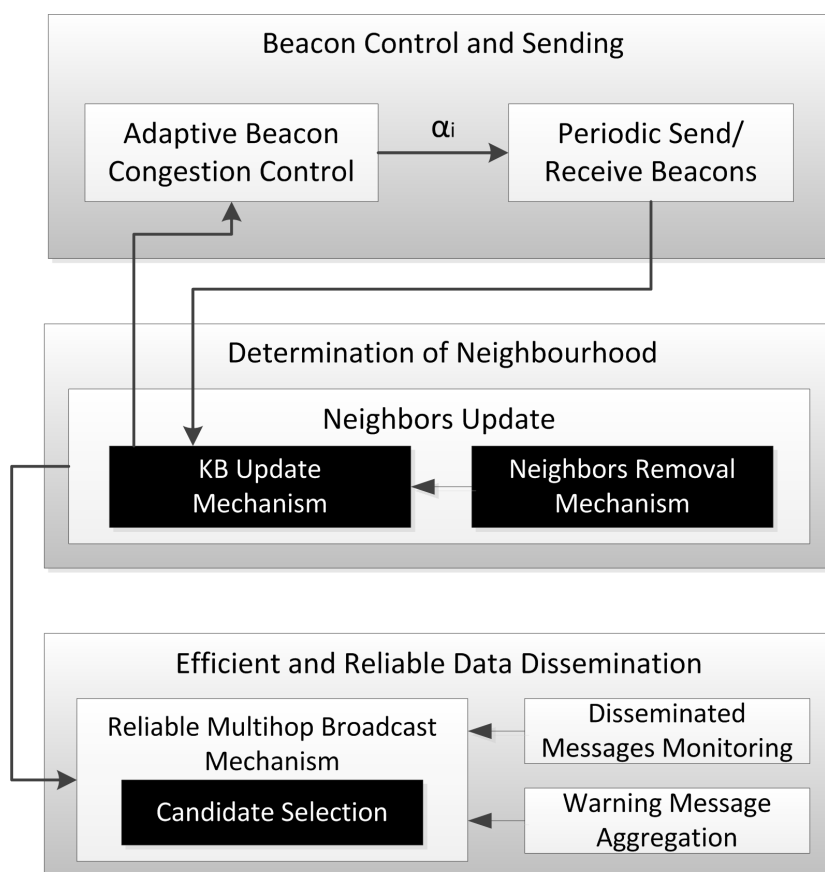 Beacon Control and Sending
Adaptive Beacon
Congestion Control
αi
Periodic Send/
Receive Beacons
Determination of Neighbourhood
Neighbors Update
KB Update
Mechanism
Neighbors Removal
Mechanism
Efficient and Reliable Data Dissemination
Reliable Multihop Broadcast
Mechanism
Candidate Selection
Disseminated
Messages Monitoring
Warning Message
Aggregation